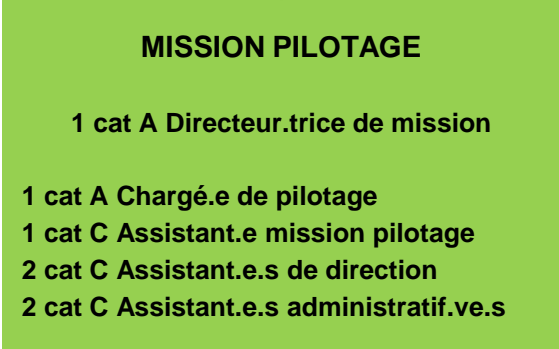 MISSION PILOTAGE
1 cat A Directeur.trice de mission
1 cat A Chargé.e de pilotage
1 cat C Assistant.e mission pilotage
2 cat C Assistant.e.s de direction
2 cat C Assistant.e.s administratif.ve.s